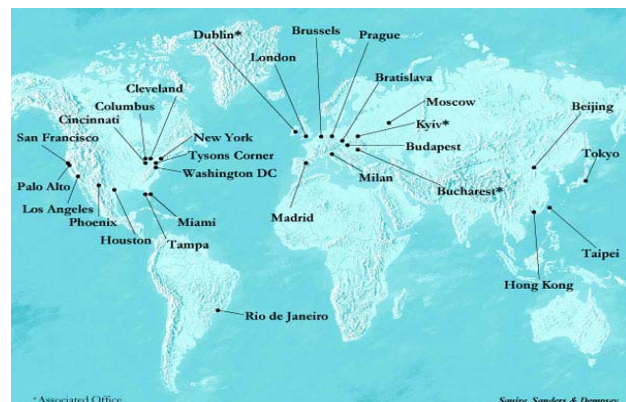 Dublin*
Brussels
Prague
London
Bratislava
Cleveland
Columbus
Cincinnati
Moscow
Beijing
Kyiv*
San Francisco
New York
Budapest
Tysons Corner
Tokyo
Washington DC
Milan
Palo Alto
Bucharest*
Los Angeles
Phoenix
Miami
Madrid
Houston
Tampa
Taipei
Hong Kong
Rio de Janeiro
*Associated Office
Squire, Sanders & Dempsey